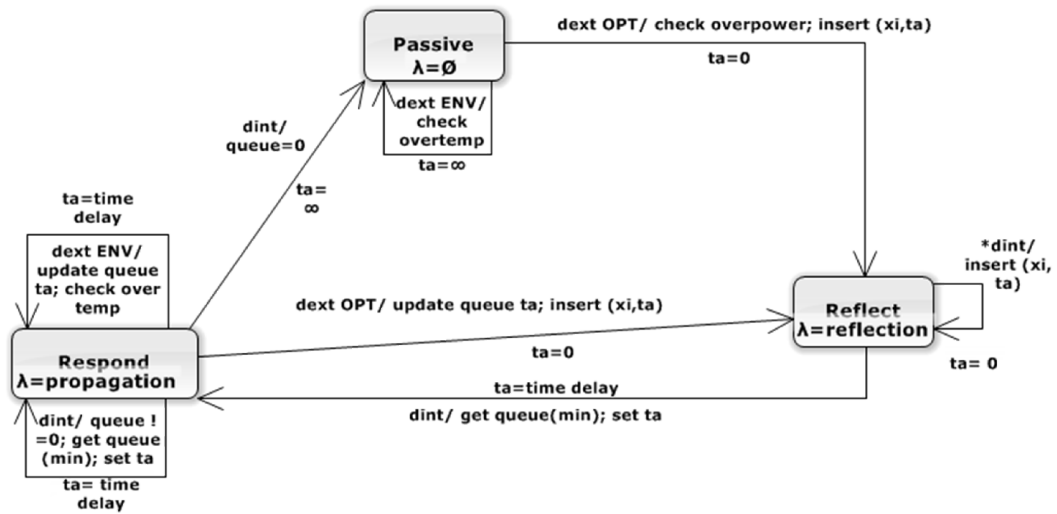 dext OPT/ check overpower; insert (xi,ta)
ta=0
Passive
λ=Ø
dext ENV/
check
overtemp
ta=∞
dint/
queue=0
ta=
∞
ta=time
delay
dext ENV/
update queue
ta; check over
temp
*dint/
insert (xi,
ta)
ta= 0
Reflect
λ=reflection
dext OPT/ update queue ta; insert (xi,ta)
ta=0
Respond
λ=propagation
ta=time delay
dint/ get queue(min); set ta
dint/ queue !
=0; get queue
(min); set ta
ta= time
delay